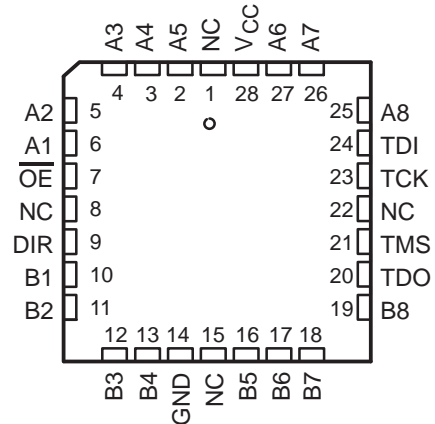 A3 A4 A5 NC VCC A6 A7
4 3 2 1 28 27 26
A2 5 25 A8
A1 6 24 TDI
OE 7 23 TCK
NC 8 22 NC
DIR 9 21 TMS
B1 10 20 TDO
B2 11 19 B8
12 13 14 15 16 17 18
B3 B4 GND NC B5 B6 B7